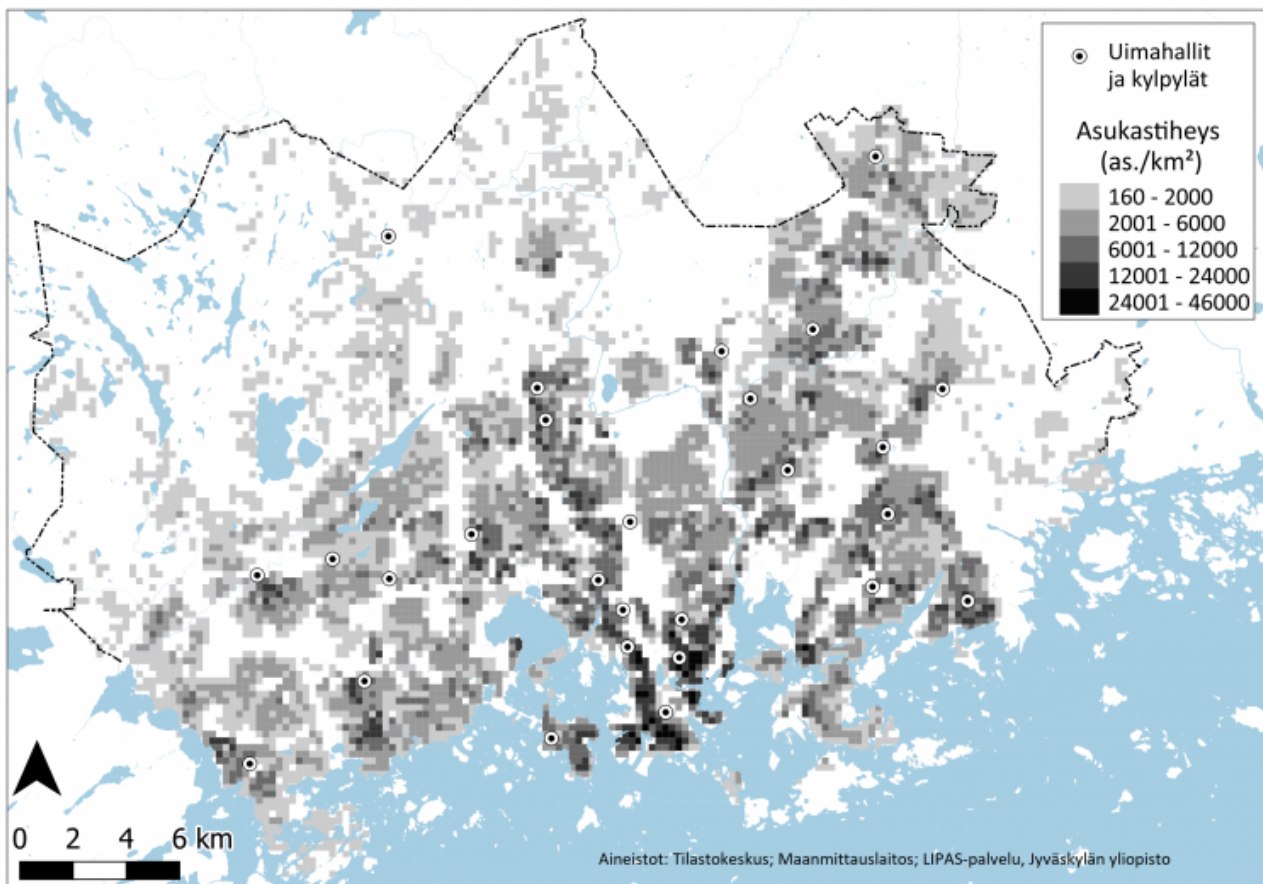 Uimahallit
ja kylpylät
Asukastiheys
(as./km²)
160 - 2000
2001 - 6000
6001 - 12000
12001 - 24000
24001 - 46000
0 2 4 6 km
Aineistot: Tilastokeskus; Maanmittauslaitos; LIPAS-palvelu, Jyväskylän yliopisto